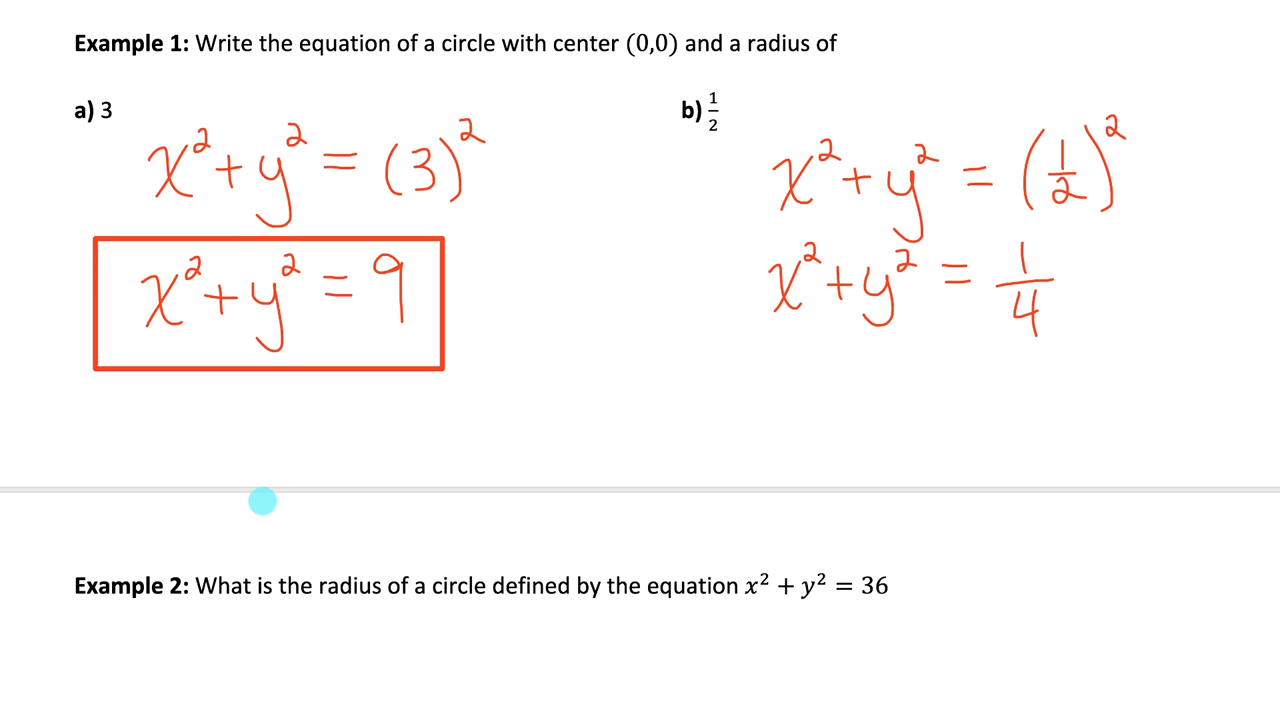 Example 1: Write the equation of a circle with center (0,0) and a radius of
a) 3
x² + y² = (3)²
x² + y² = 9
b) 1/2
x² + y² = (1/2)²
x² + y² = 1/4
Example 2: What is the radius of a circle defined by the equation x² + y² = 36